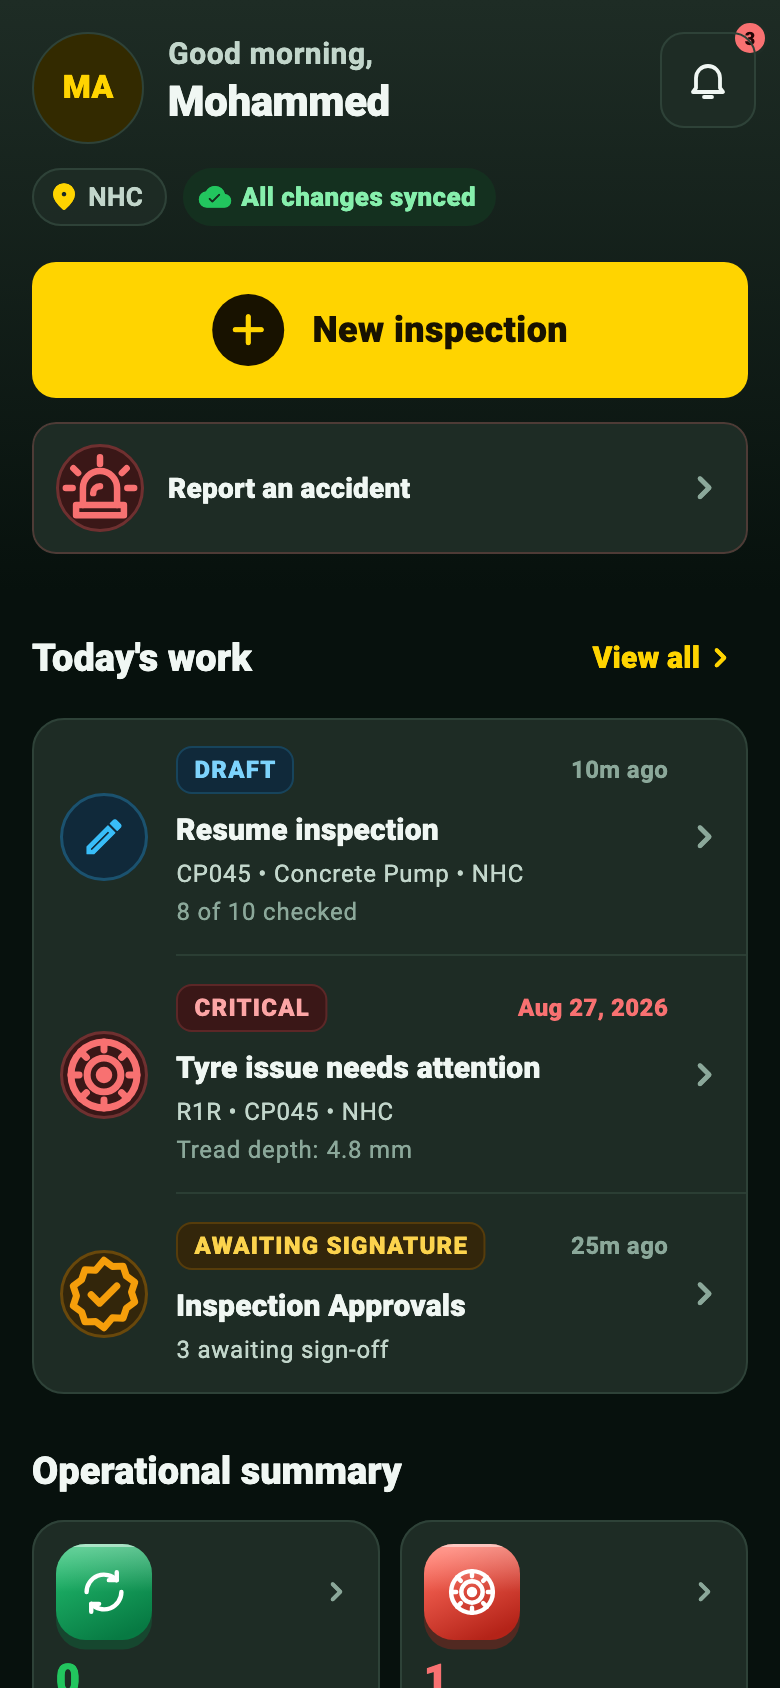 MA
Good morning,
Mohammed
3
NHC
All changes synced
New inspection
Report an accident
Today's work
View all
DRAFT
10m ago
Resume inspection
CP045 • Concrete Pump • NHC
8 of 10 checked
CRITICAL
Aug 27, 2026
Tyre issue needs attention
R1R • CP045 • NHC
Tread depth: 4.8 mm
AWAITING SIGNATURE
25m ago
Inspection Approvals
3 awaiting sign-off
Operational summary
0
1